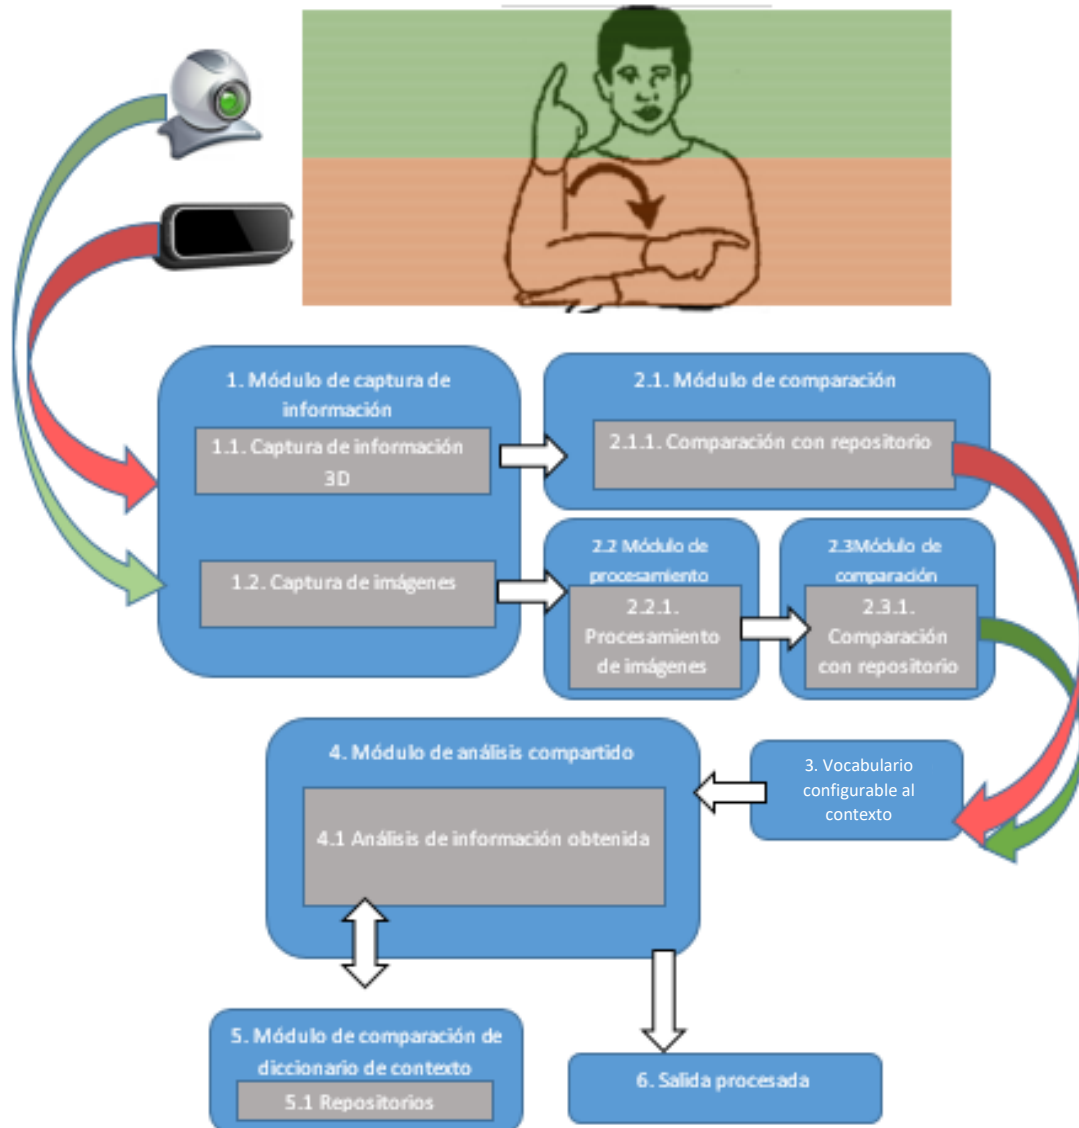 1. Módulo de captura de
información
1.1. Captura de información
3D
1.2. Captura de imágenes
2.1. Módulo de comparación
2.1.1. Comparación con repositorio
2.2 Módulo de
procesamiento
2.2.1.
Procesamiento
de imágenes
2.3Módulo de
comparación
2.3.1.
Comparación
con repositorio
3. Vocabulario
configurable al
contexto
4. Módulo de análisis compartido
4.1 Análisis de información obtenida
5. Módulo de comparación de
diccionario de contexto
5.1 Repositorios
6. Salida procesada